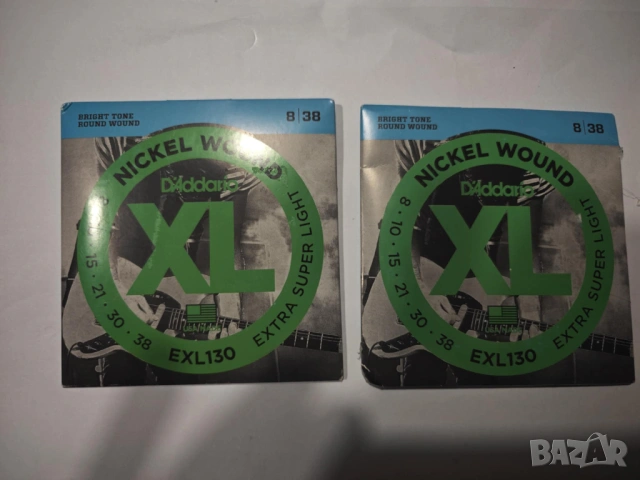 BRIGHT TONE
ROUND WOUND
8|38
NICKEL WOUND
D'Addario
XL
8 · 10 · 15 · 21 · 30 · 38
EXL130
EXTRA SUPER LIGHT
BRIGHT TONE
ROUND WOUND
8|38
NICKEL WOUND
D'Addario
XL
8 · 10 · 15 · 21 · 30 · 38
EXL130
EXTRA SUPER LIGHT
BAZAR